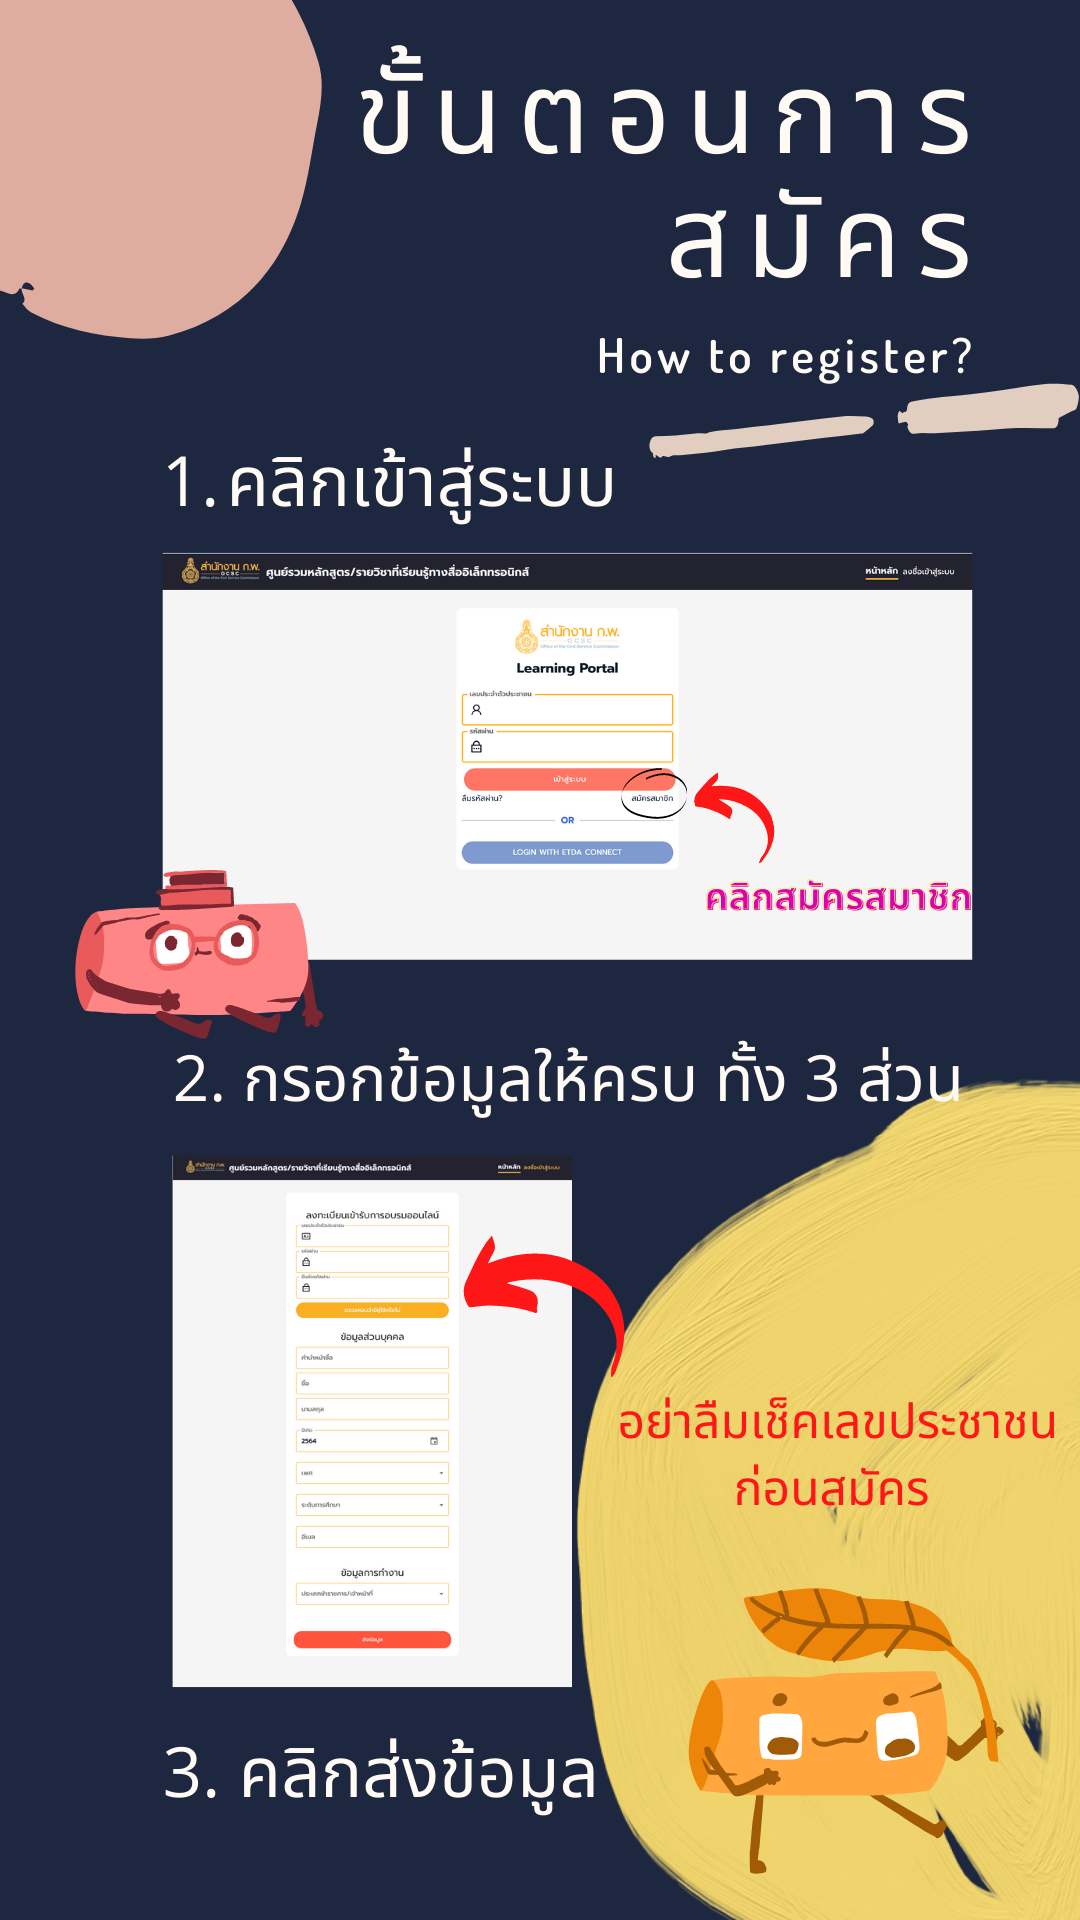 ขั้นตอนการ
สมัคร
How to register?
1. คลิกเข้าสู่ระบบ
สำนักงาน ก.พ.
OCSC
Office of the Civil Service Commission
ศูนย์รวมหลักสูตร/รายวิชาที่เรียนรู้ทางสื่ออิเล็กทรอนิกส์
หน้าหลัก ลงชื่อเข้าสู่ระบบ
สำนักงาน ก.พ.
OCSC
Office of the Civil Service Commission
Learning Portal
เลขประจำตัวประชาชน
รหัสผ่าน
เข้าสู่ระบบ
ลืมรหัสผ่าน? สมัครสมาชิก
OR
LOGIN WITH ETDA CONNECT
คลิกสมัครสมาชิก
2. กรอกข้อมูลให้ครบ ทั้ง 3 ส่วน
สำนักงาน ก.พ.
ศูนย์รวมหลักสูตร/รายวิชาที่เรียนรู้ทางสื่ออิเล็กทรอนิกส์
หน้าหลัก ลงชื่อเข้าสู่ระบบ
ลงทะเบียนเข้ารับการอบรมออนไลน์
เลขประจำตัวประชาชน
รหัสผ่าน
ยืนยันรหัสผ่าน
ข้อมูลส่วนบุคคล
คำนำหน้าชื่อ
ชื่อ
นามสกุล
ปีเกิด
2564
เพศ
ระดับการศึกษา
อีเมล
ข้อมูลการทำงาน
ประเภทข้าราชการ/เจ้าหน้าที่
ส่งข้อมูล
อย่าลืมเช็คเลขประชาชน
ก่อนสมัคร
3. คลิกส่งข้อมูล